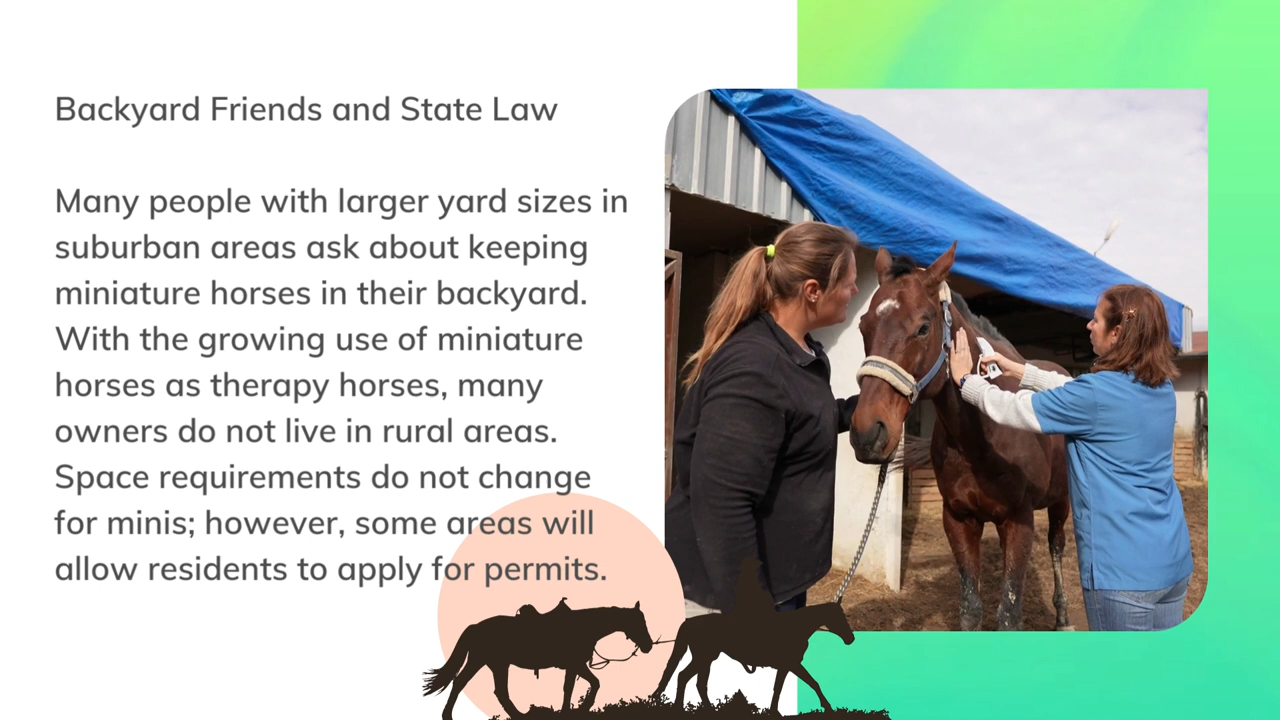 Backyard Friends and State Law
Many people with larger yard sizes in
suburban areas ask about keeping
miniature horses in their backyard.
With the growing use of miniature
horses as therapy horses, many
owners do not live in rural areas.
Space requirements do not change
for minis; however, some areas will
allow residents to apply for permits.